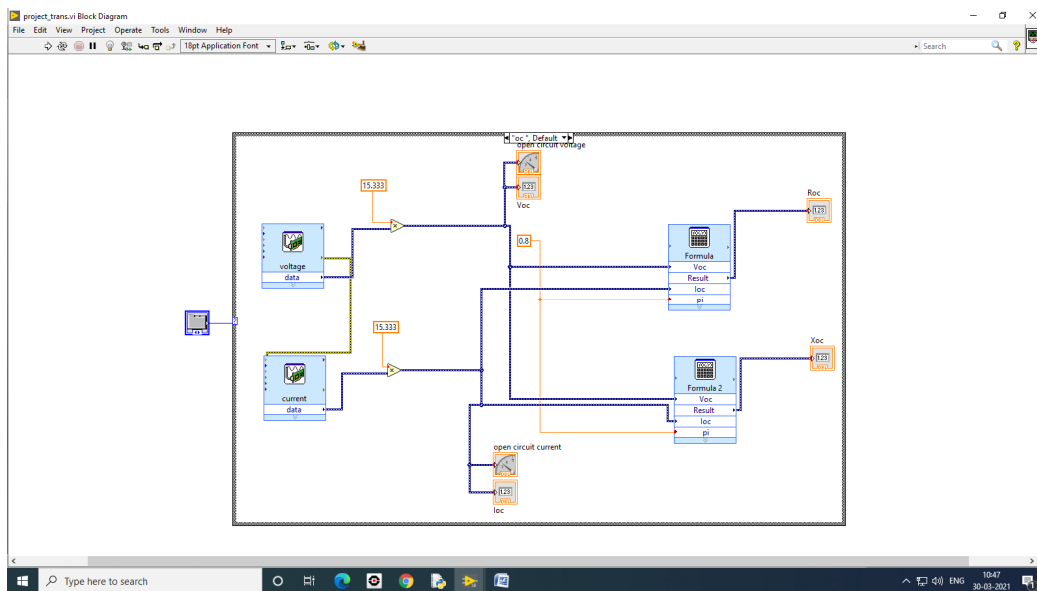 project_trans.vi Block Diagram
File Edit View Project Operate Tools Window Help
18pt Application Font
Search
"oc ", Default
open circuit voltage
Voc
15.333
voltage
data
0.8
Roc
Formula
Voc
Result
Ioc
pi
15.333
current
data
Xoc
Formula 2
Voc
Result
Ioc
pi
open circuit current
Ioc
Type here to search
ENG
10:47
30-03-2021